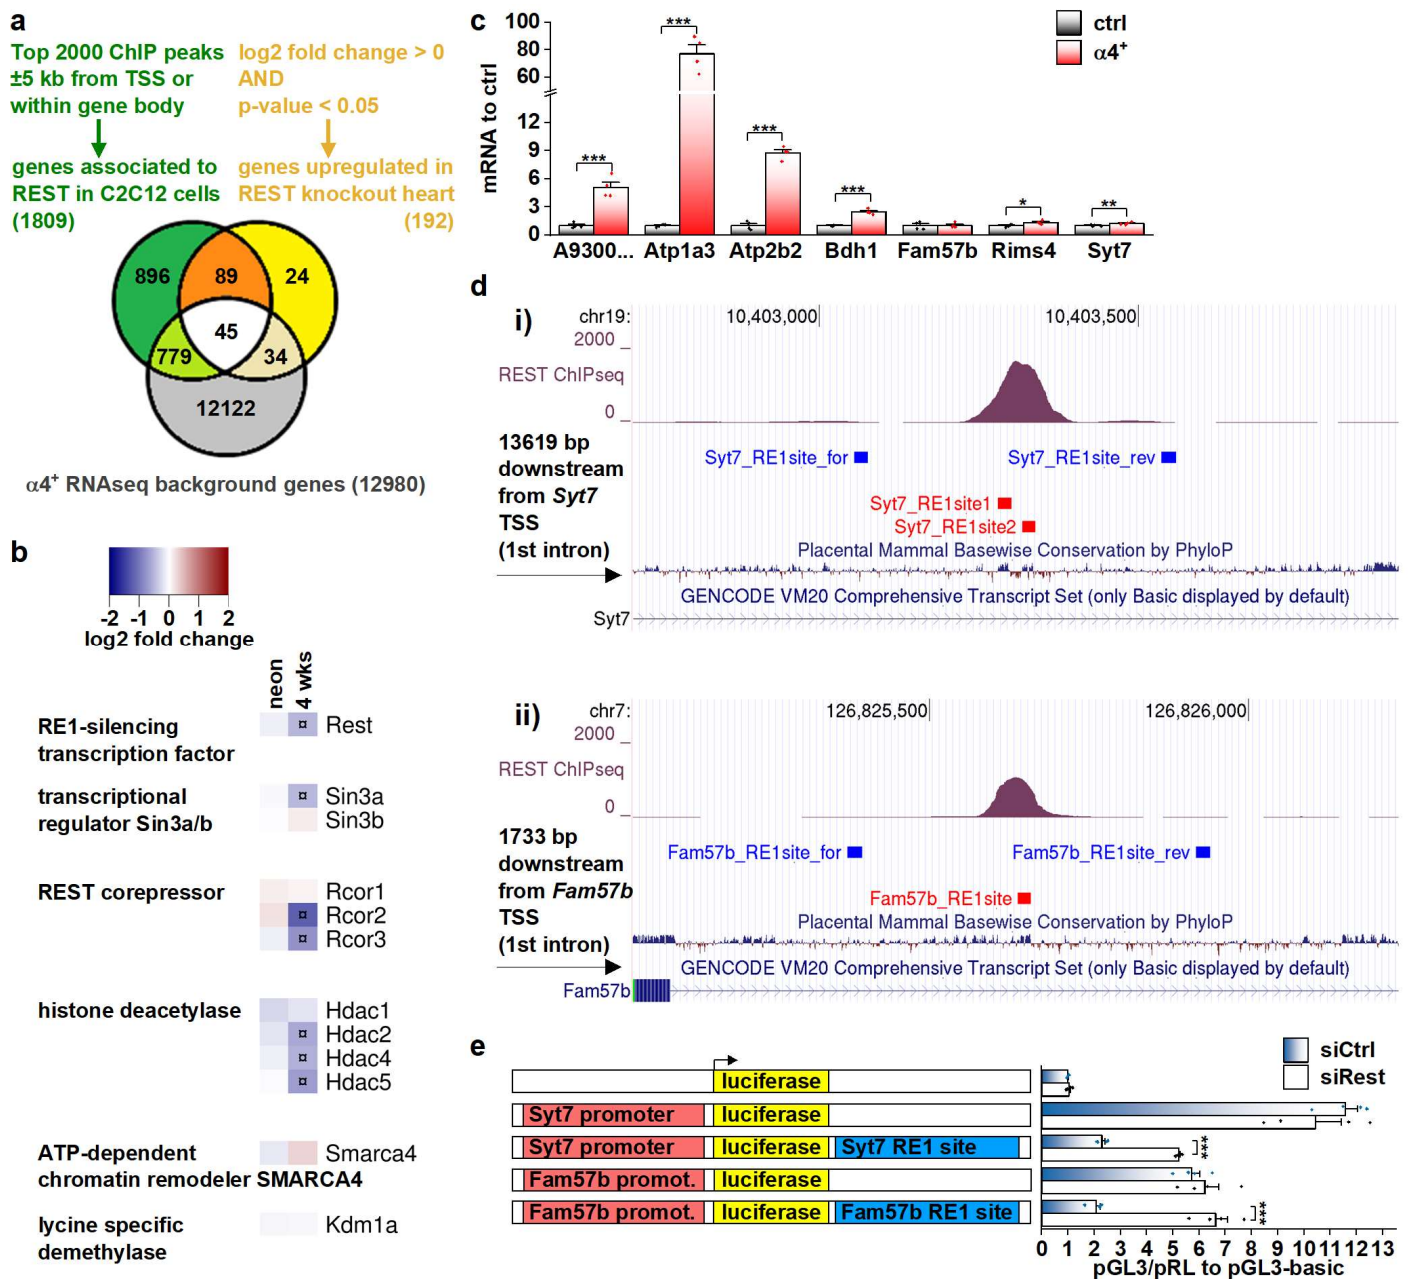 a
Top 2000 ChIP peaks
±5 kb from TSS or
within gene body
log2 fold change > 0
AND
p-value < 0.05
genes associated to
REST in C2C12 cells
(1809)
genes upregulated in
REST knockout heart
(192)
896
89
24
45
779
34
12122
α4⁺ RNAseq background genes (12980)
b
-2 -1 0 1 2
log2 fold change
neon
4 wks
RE1-silencing
transcription factor
¤ Rest
transcriptional
regulator Sin3a/b
¤ Sin3a
Sin3b
REST corepressor
Rcor1
¤ Rcor2
¤ Rcor3
histone deacetylase
Hdac1
¤ Hdac2
¤ Hdac4
¤ Hdac5
ATP-dependent
chromatin remodeler SMARCA4
Smarca4
lycine specific
demethylase
Kdm1a
c
mRNA to ctrl
100
80
60
12
9
6
3
0
***
***
***
***
*
**
ctrl
α4⁺
A9300... Atp1a3 Atp2b2 Bdh1 Fam57b Rims4 Syt7
d
i)
chr19: 10,403,000 10,403,500
2000
REST ChIPseq
0
13619 bp
downstream
from Syt7
TSS
(1st intron)
Syt7_RE1site_for
Syt7_RE1site_rev
Syt7_RE1site1
Syt7_RE1site2
Placental Mammal Basewise Conservation by PhyloP
GENCODE VM20 Comprehensive Transcript Set (only Basic displayed by default)
Syt7
ii)
chr7: 126,825,500 126,826,000
2000
REST ChIPseq
0
1733 bp
downstream
from Fam57b
TSS
(1st intron)
Fam57b_RE1site_for
Fam57b_RE1site_rev
Fam57b_RE1site
Placental Mammal Basewise Conservation by PhyloP
GENCODE VM20 Comprehensive Transcript Set (only Basic displayed by default)
Fam57b
e
siCtrl
siRest
luciferase
Syt7 promoter luciferase
Syt7 promoter luciferase Syt7 RE1 site
***
Fam57b promot. luciferase
Fam57b promot. luciferase Fam57b RE1 site
***
0 1 2 3 4 5 6 7 8 9 10 11 12 13
pGL3/pRL to pGL3-basic